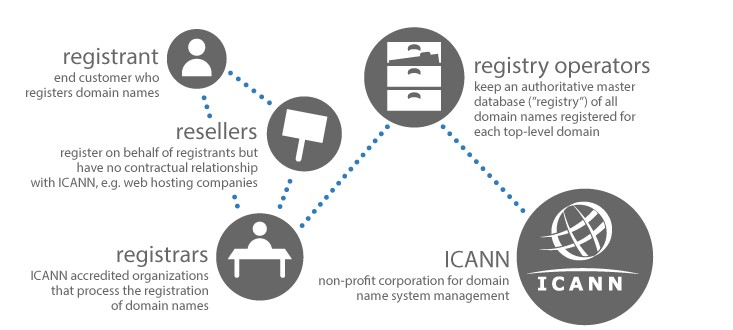 registrant
end customer who
registers domain names
resellers
register on behalf of registrants but
have no contractual relationship
with ICANN, e.g. web hosting companies
registrars
ICANN accredited organizations
that process the registration
of domain names
registry operators
keep an authoritative master
database ("registry") of all
domain names registered for
each top-level domain
ICANN
non-profit corporation for domain
name system management
ICANN